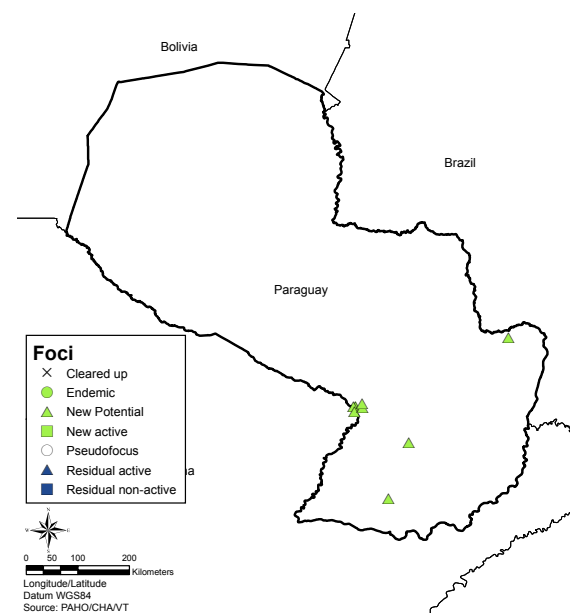 Bolivia
Brazil
Paraguay
Foci
Cleared up
Endemic
New Potential
New active
Pseudofocus
Residual active
na
Residual non-active
N
W E
S
0 50 100 200
Kilometers
Longitude/Latitude
Datum WGS84
Source: PAHO/CHA/VT